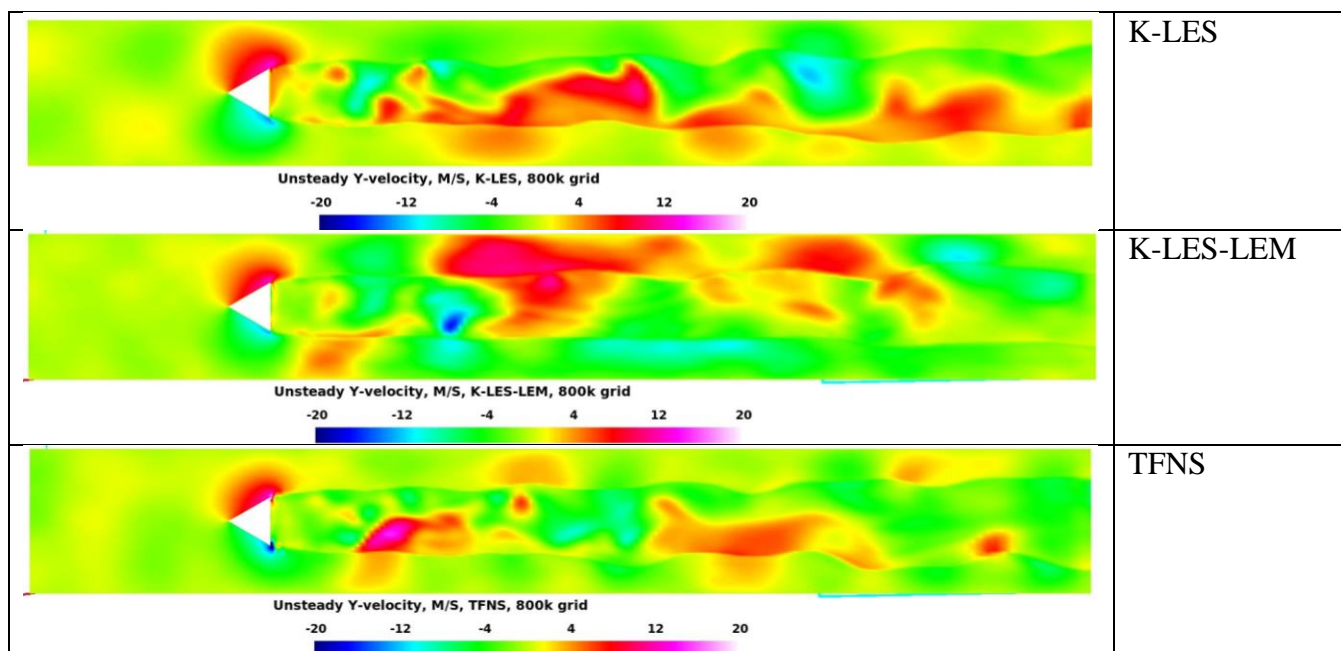 K-LES
Unsteady Y-velocity, M/S, K-LES, 800k grid
-20 -12 -4 4 12 20
K-LES-LEM
Unsteady Y-velocity, M/S, K-LES-LEM, 800k grid
-20 -12 -4 4 12 20
TFNS
Unsteady Y-velocity, M/S, TFNS, 800k grid
-20 -12 -4 4 12 20